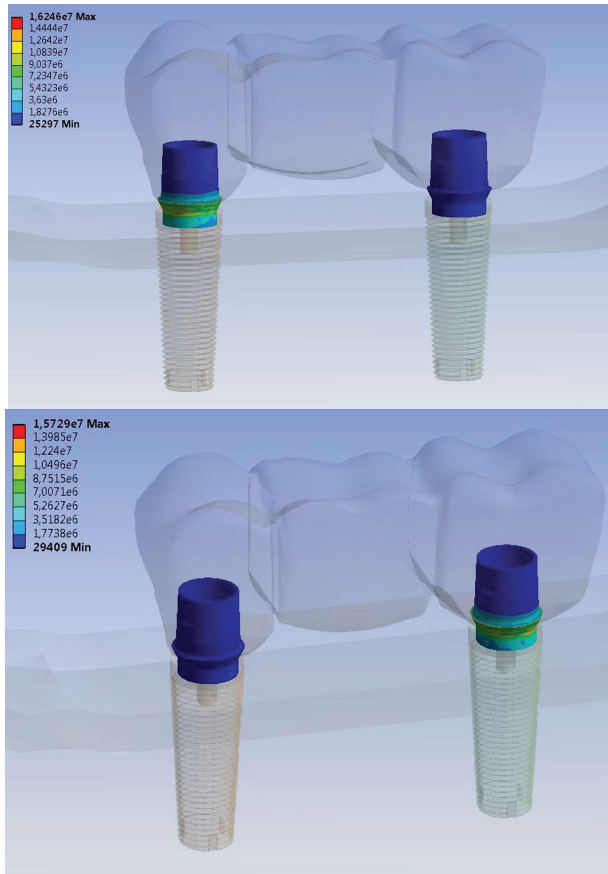 1,6246e7 Max
1,4444e7
1,2642e7
1,0839e7
9,037e6
7,2347e6
5,4323e6
3,63e6
1,8276e6
25297 Min
1,5729e7 Max
1,3985e7
1,224e7
1,0496e7
8,7515e6
7,0071e6
5,2627e6
3,5182e6
1,7738e6
29409 Min